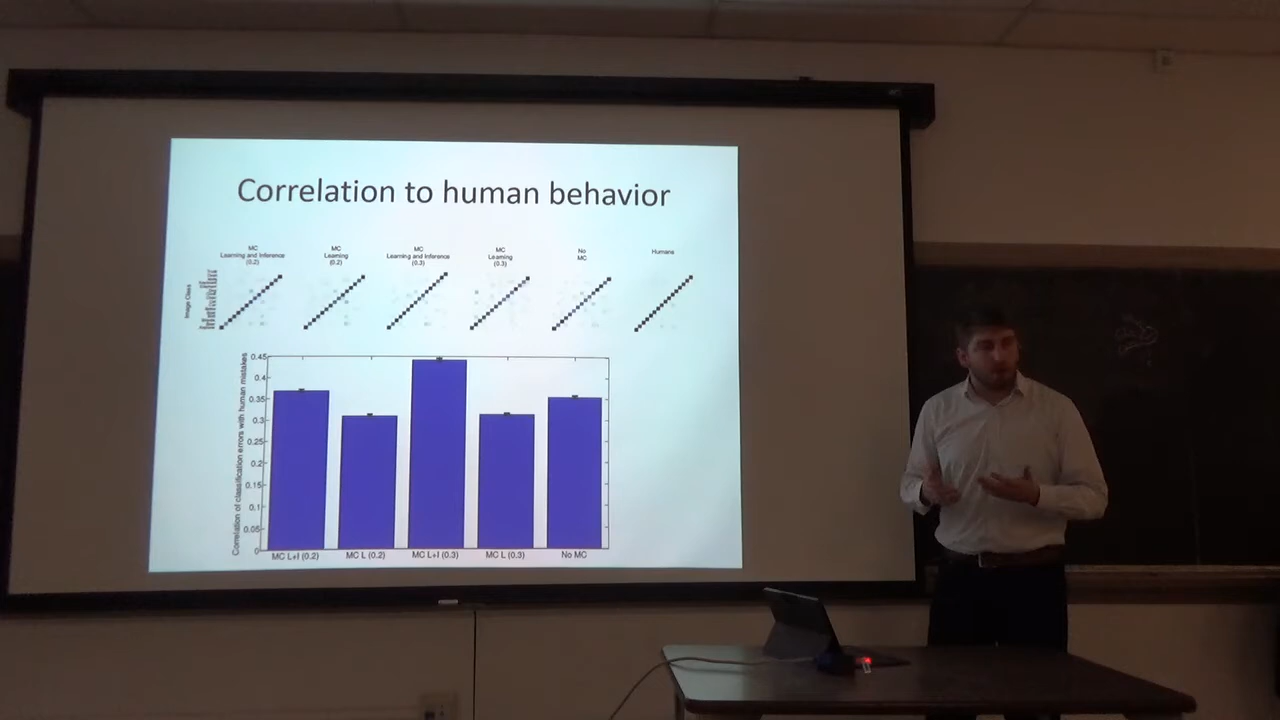 Correlation to human behavior
MC
Learning and Inference
(0.2)
MC
Learning
(0.2)
MC
Learning and Inference
(0.3)
MC
Learning
(0.3)
No
MC
Humans
Image Class
Correlation of classification errors with human mistakes
0.45
0.4
0.35
0.3
0.25
0.2
0.15
0.1
0.05
0
MC L+I (0.2)
MC L (0.2)
MC L+I (0.3)
MC L (0.3)
No MC